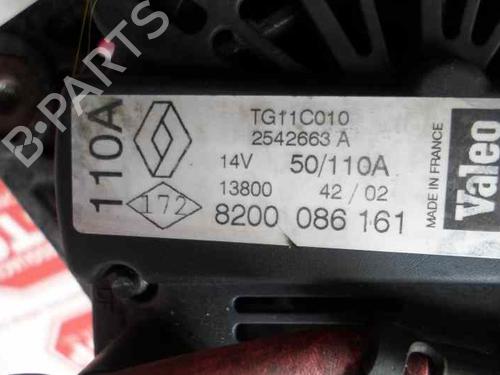 110A
172
TG11C010
2542663 A
14V 50/110A
13800 42/02
8200 086 161
MADE IN FRANCE
Valeo
B-PARTS